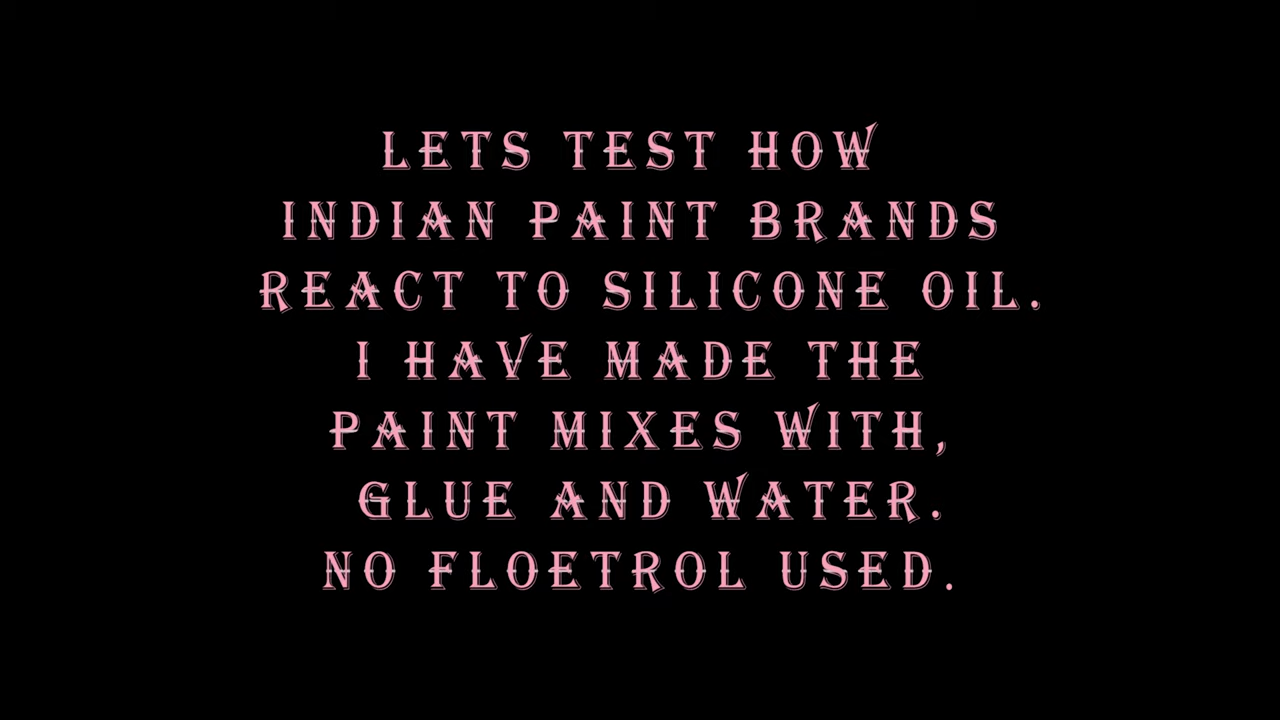 LETS TEST HOW
INDIAN PAINT BRANDS
REACT TO SILICONE OIL.
I HAVE MADE THE
PAINT MIXES WITH,
GLUE AND WATER.
NO FLOETROL USED.